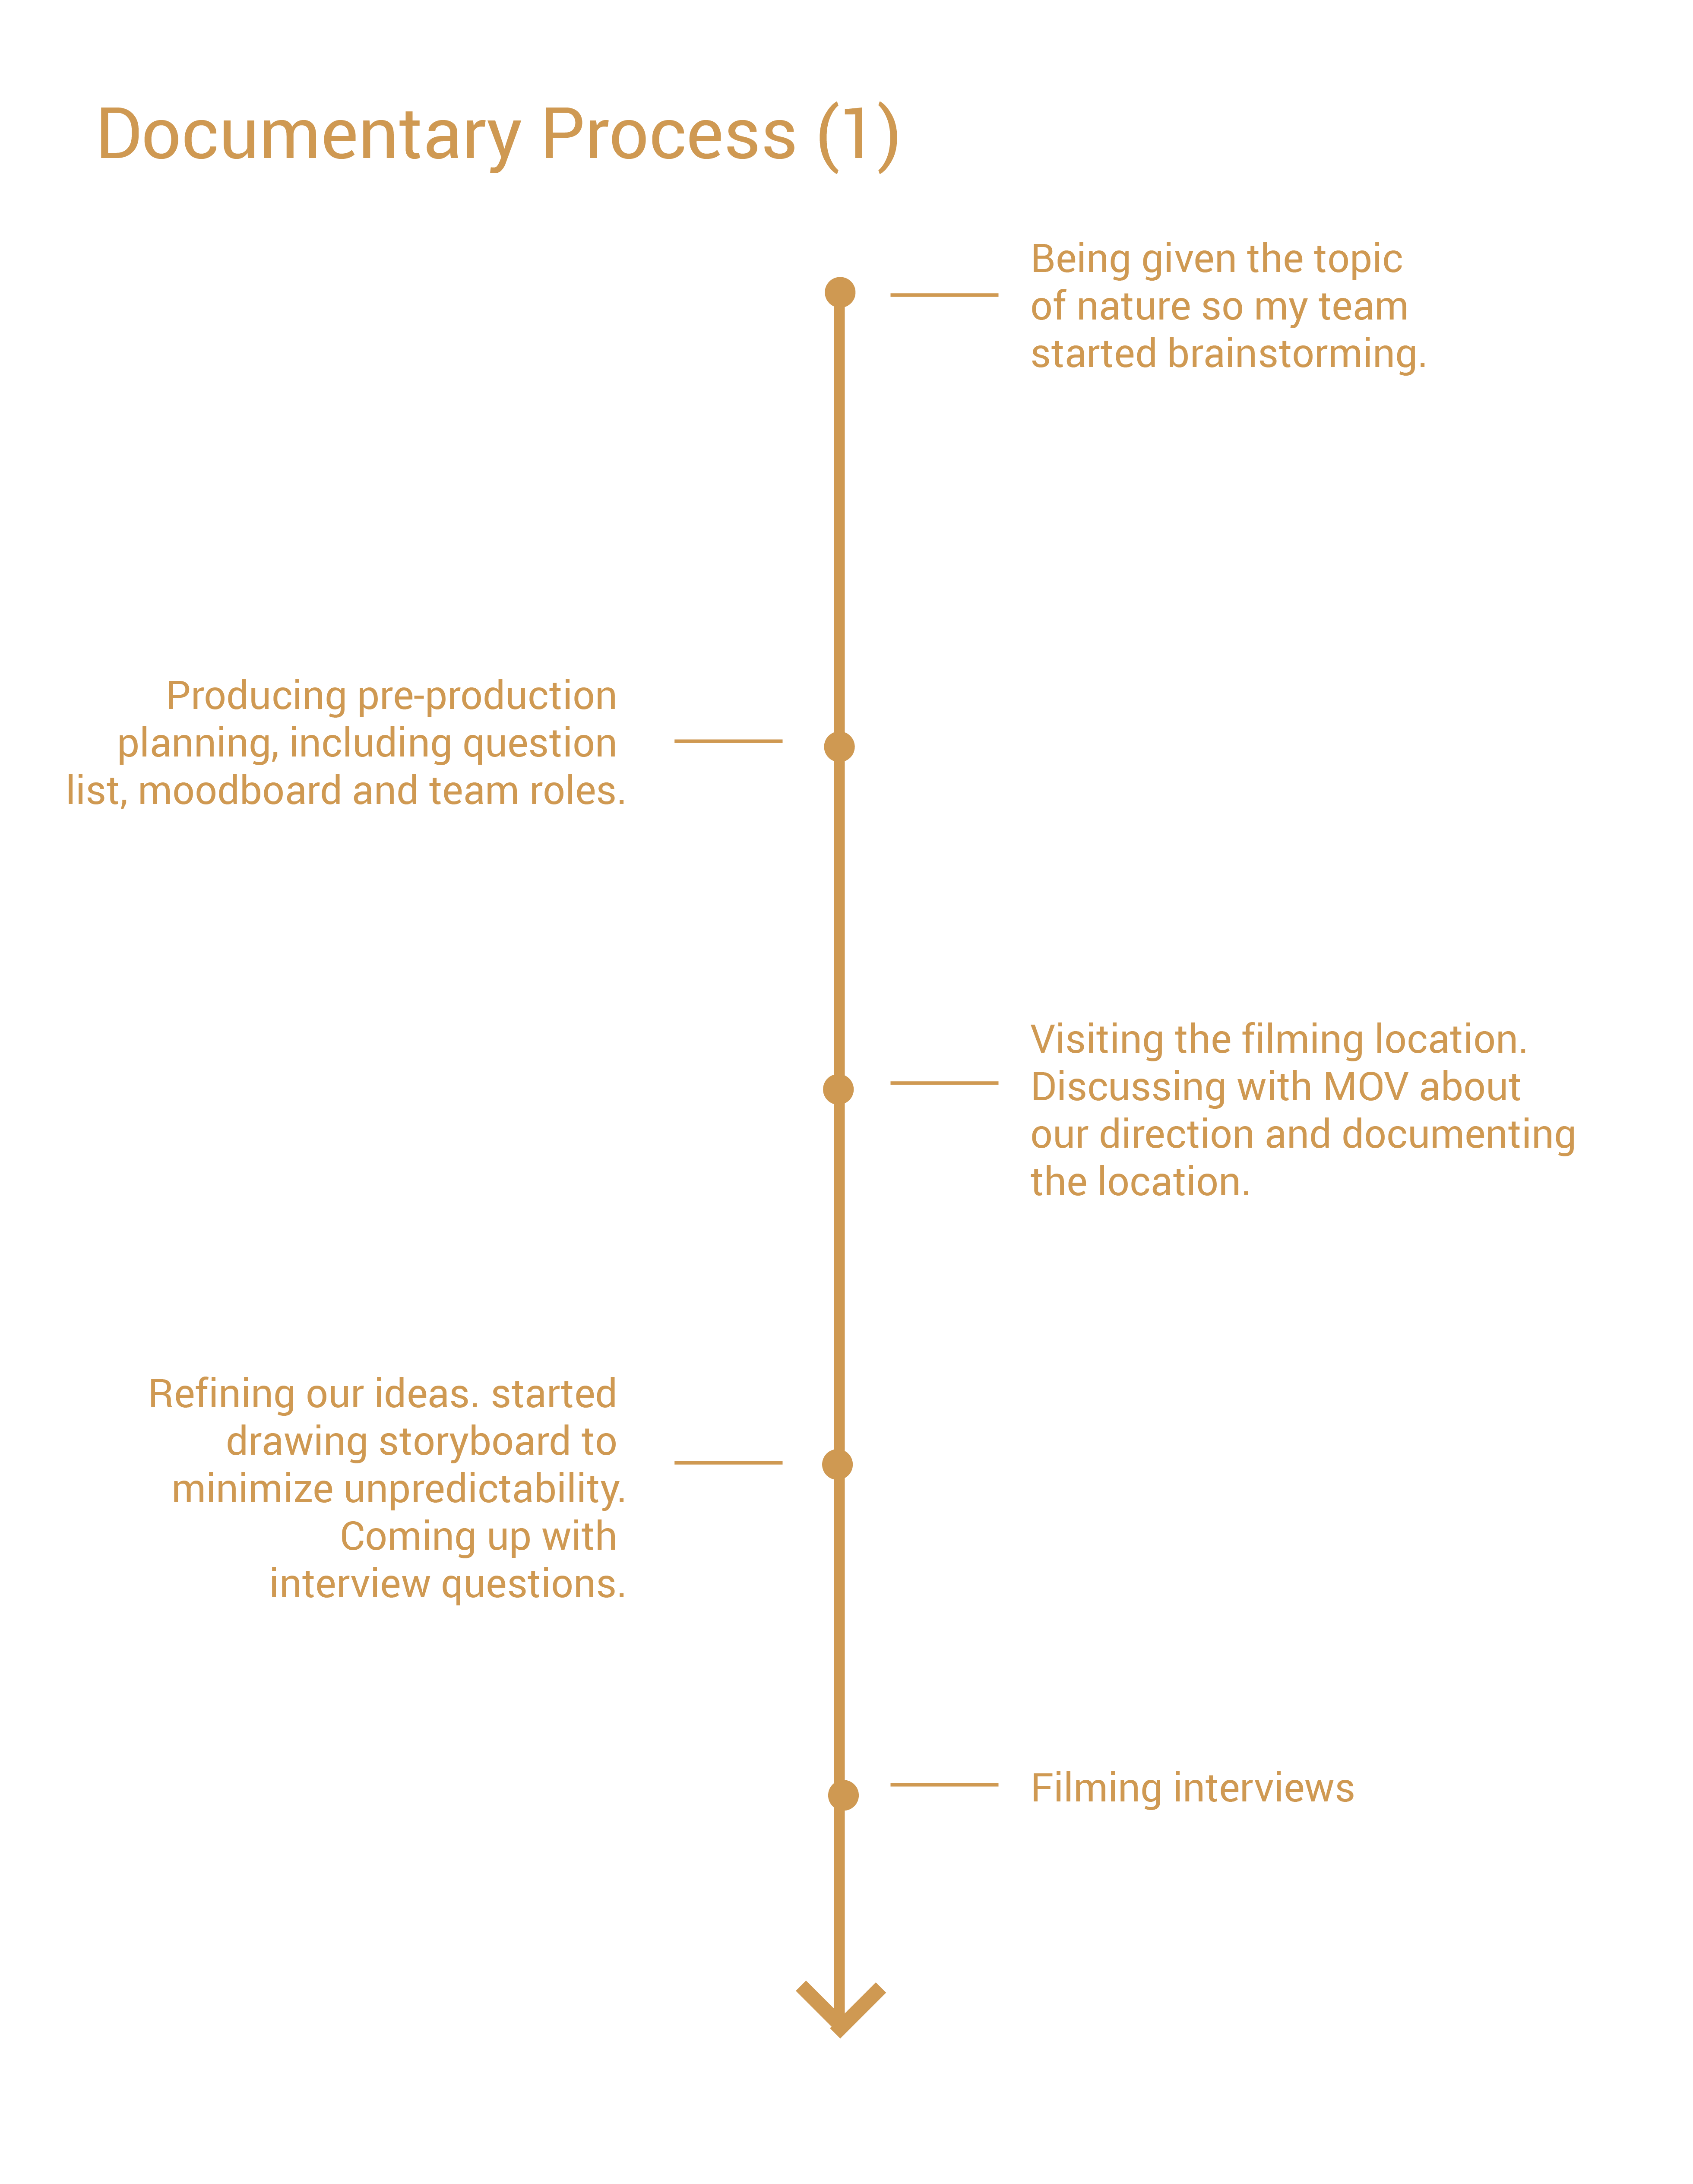 Documentary Process (1)
Being given the topic
of nature so my team
started brainstorming.
Producing pre-production
planning, including question
list, moodboard and team roles.
Visiting the filming location.
Discussing with MOV about
our direction and documenting
the location.
Refining our ideas. started
drawing storyboard to
minimize unpredictability.
Coming up with
interview questions.
Filming interviews